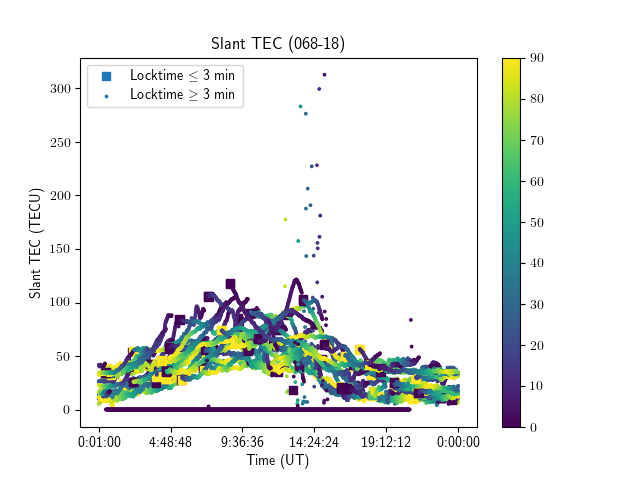 Slant TEC (068-18)
Locktime ≤ 3 min
Locktime ≥ 3 min
Slant TEC (TECU)
300
250
200
150
100
50
0
0:01:00 4:48:48 9:36:36 14:24:24 19:12:12 0:00:00
Time (UT)
90
80
70
60
50
40
30
20
10
0